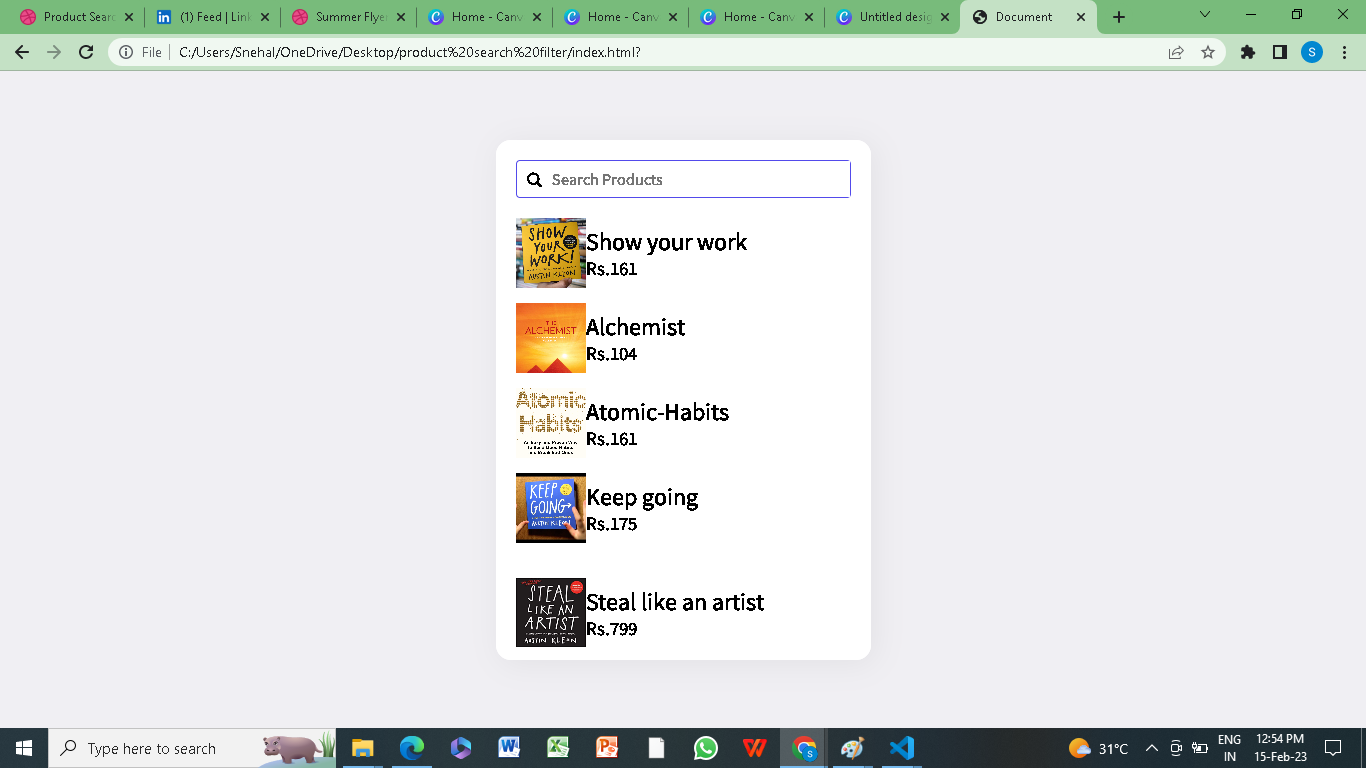 Product Searc
(1) Feed | Link
Summer Flyer
Home - Canv
Home - Canv
Home - Canv
Untitled desig
Document
File
C:/Users/Snehal/OneDrive/Desktop/product%20search%20filter/index.html?
S
Search Products
SHOW
YOUR
WORK!
AUSTIN KLEON
Show your work
Rs.161
THE
ALCHEMIST
Alchemist
Rs.104
Atomic
Habits
Atomic-Habits
Rs.161
KEEP
GOING
AUSTIN KLEON
Keep going
Rs.175
STEAL
LIKE AN
ARTIST
AUSTIN KLEON
Steal like an artist
Rs.799
Type here to search
31°C
ENG
IN
12:54 PM
15-Feb-23